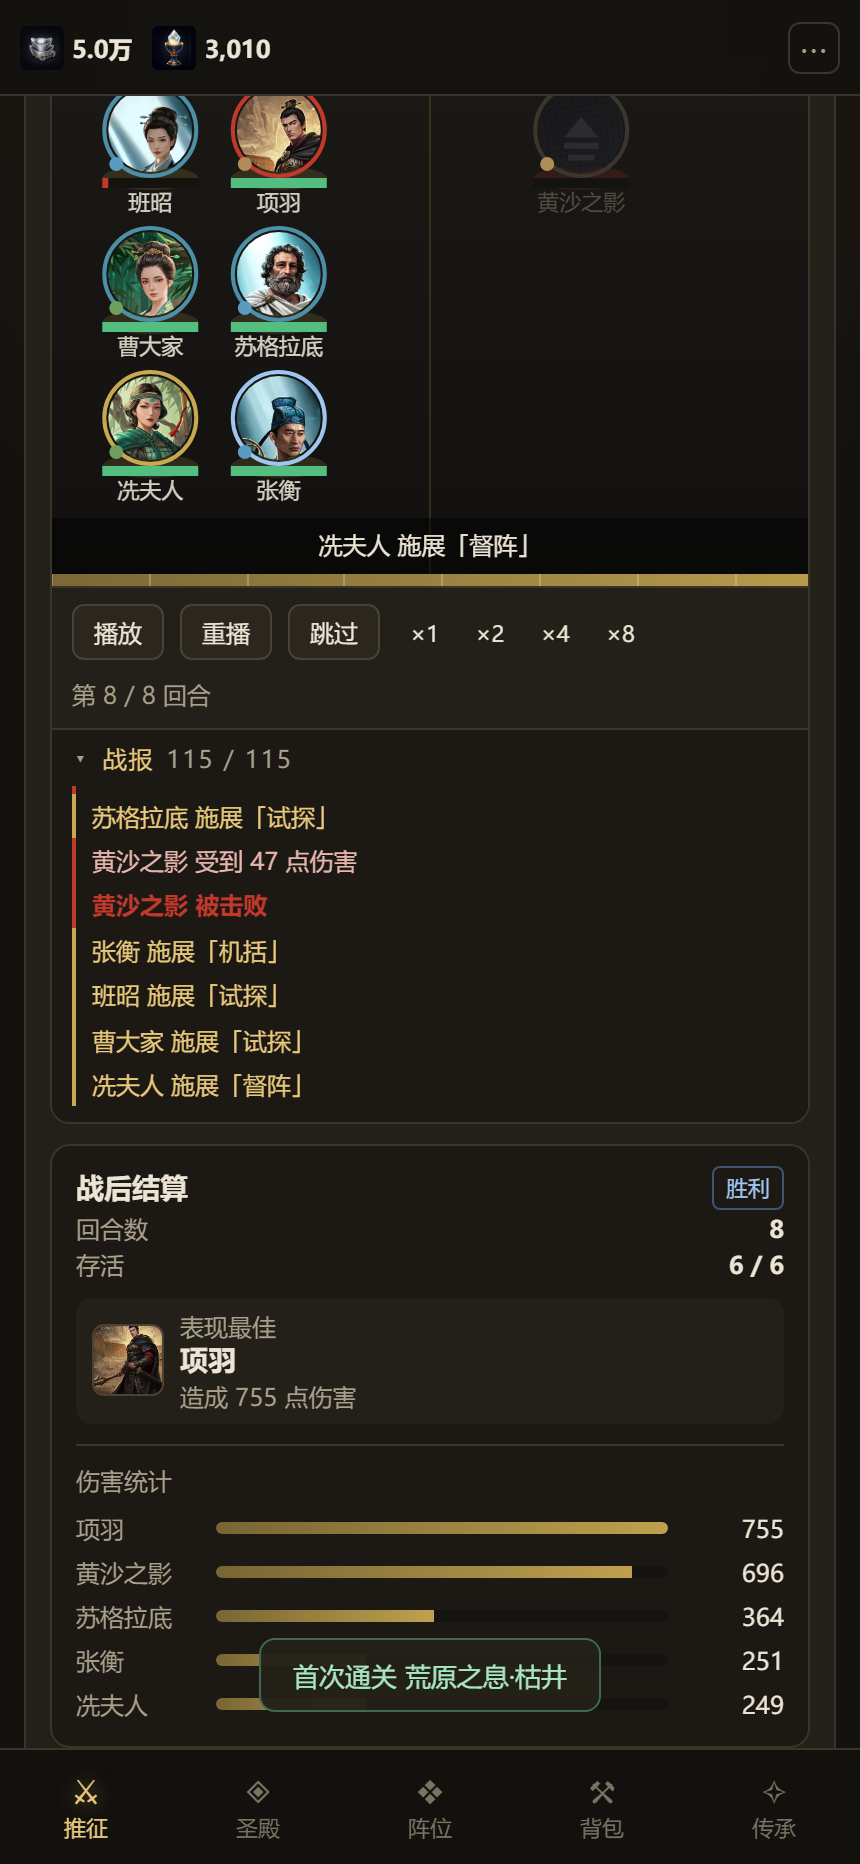 5.0万 3,010 ...
班昭 项羽 黄沙之影
曹大家 苏格拉底
冼夫人 张衡
冼夫人 施展「督阵」
播放 重播 跳过 ×1 ×2 ×4 ×8
第 8 / 8 回合
▾ 战报 115 / 115
苏格拉底 施展「试探」
黄沙之影 受到 47 点伤害
黄沙之影 被击败
张衡 施展「机括」
班昭 施展「试探」
曹大家 施展「试探」
冼夫人 施展「督阵」
战后结算 胜利
回合数 8
存活 6 / 6
表现最佳
项羽
造成 755 点伤害
伤害统计
项羽 755
黄沙之影 696
苏格拉底 364
张衡 251
首次通关 荒原之息·枯井
冼夫人 249
推征 圣殿 阵位 背包 传承